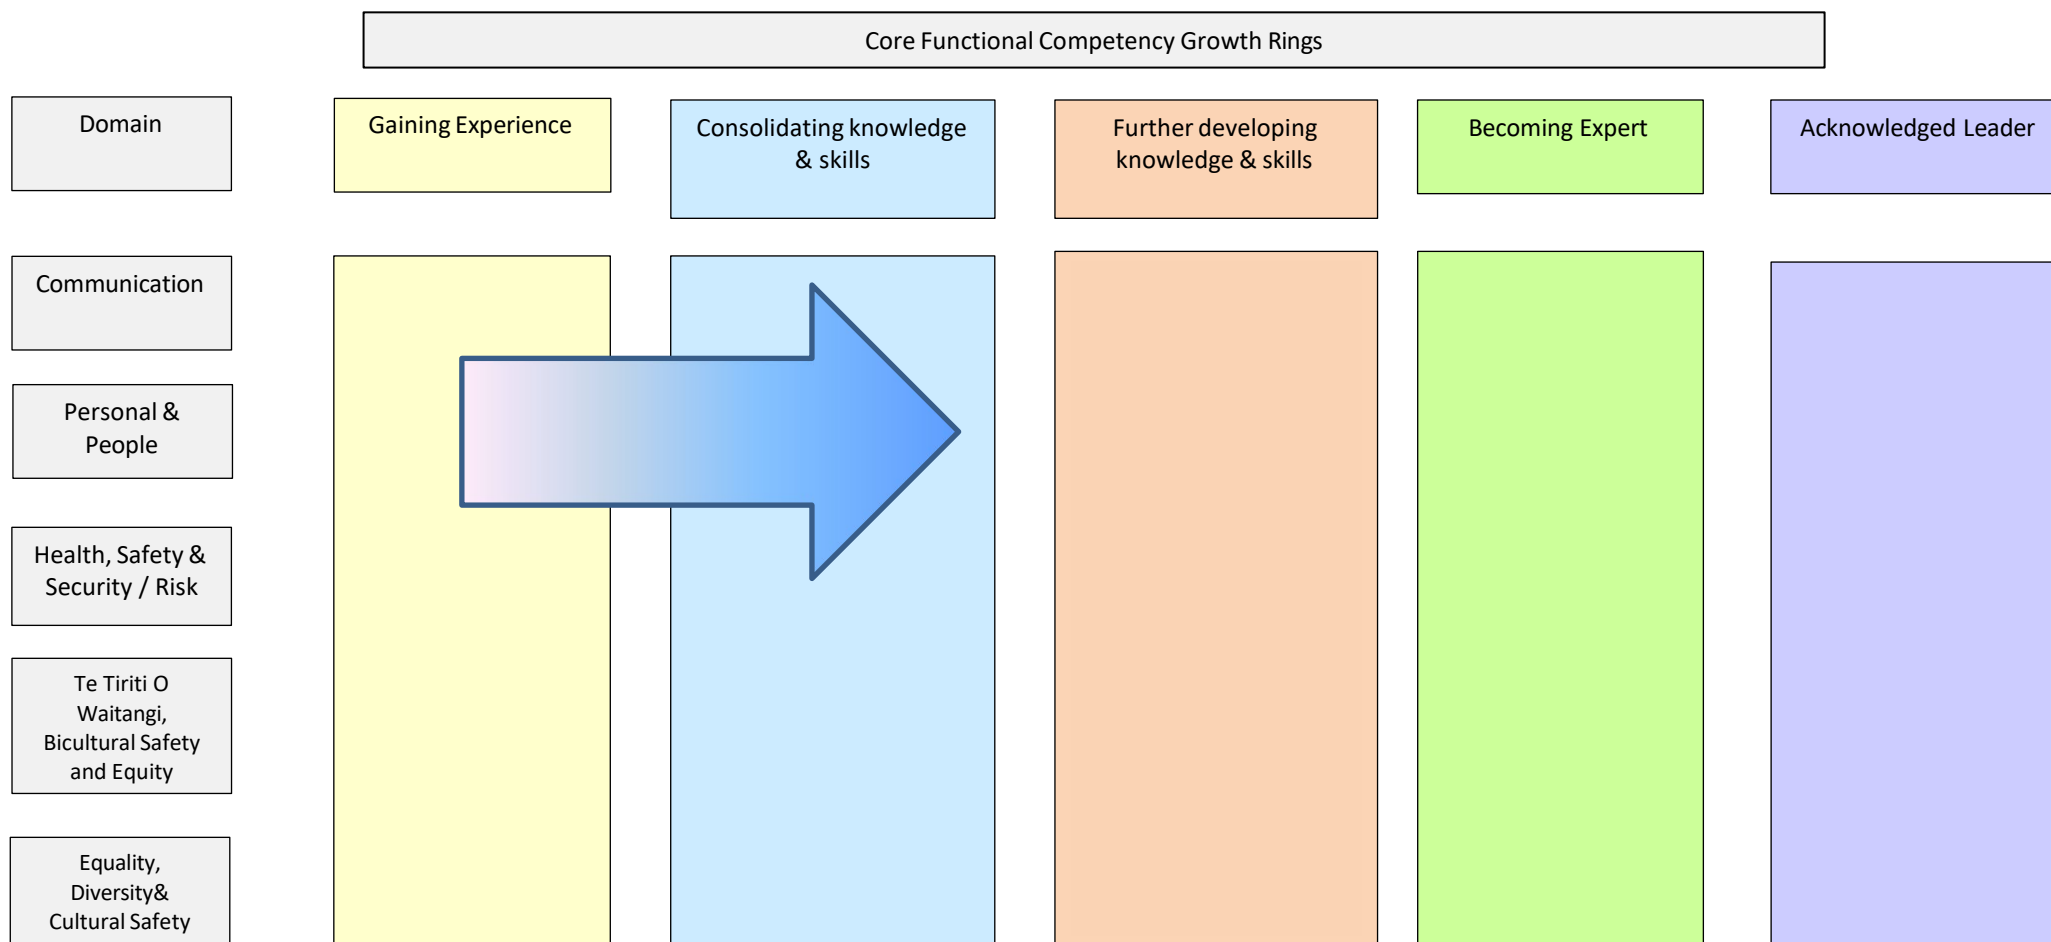 Core Functional Competency Growth Rings
Domain
Gaining Experience
Consolidating knowledge
& skills
Further developing
knowledge & skills
Becoming Expert
Acknowledged Leader
Communication
Personal &
People
Health, Safety &
Security / Risk
Te Tiriti O
Waitangi,
Bicultural Safety
and Equity
Equality,
Diversity&
Cultural Safety